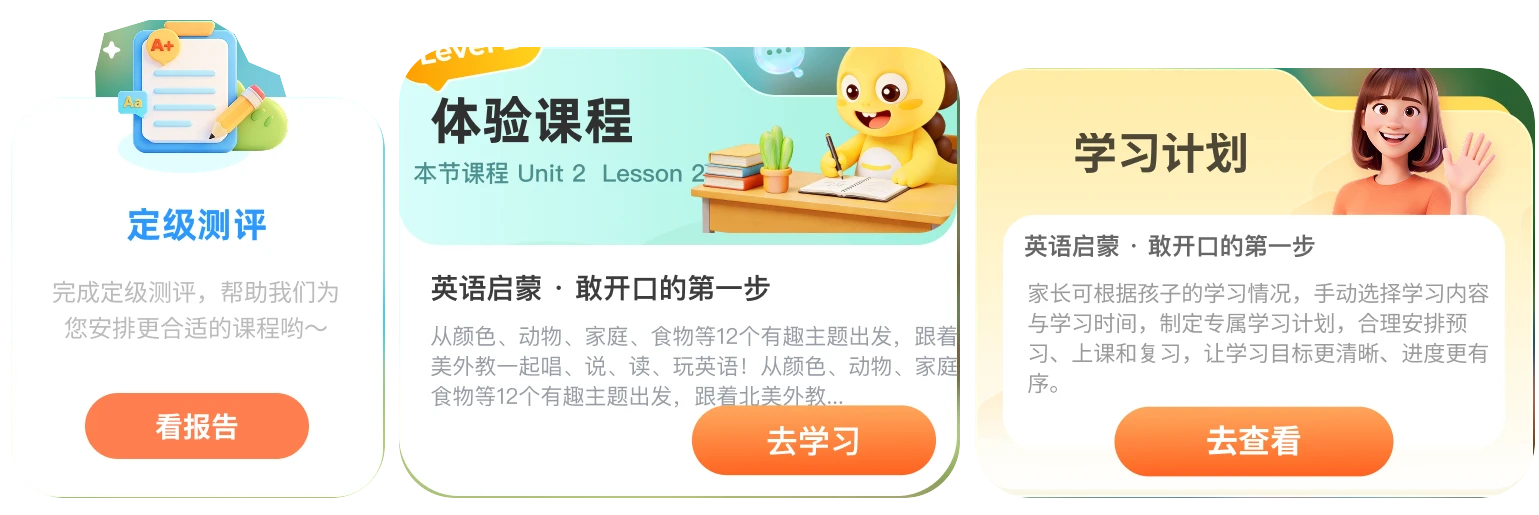 A+
Aa
定级测评
完成定级测评，帮助我们为
您安排更合适的课程哟～
看报告
体验课程
本节课程 Unit 2 Lesson 2
英语启蒙 · 敢开口的第一步
从颜色、动物、家庭、食物等12个有趣主题出发，跟着
美外教一起唱、说、读、玩英语！从颜色、动物、家庭
食物等12个有趣主题出发，跟着北美外教...
去学习
学习计划
英语启蒙 · 敢开口的第一步
家长可根据孩子的学习情况，手动选择学习内容
与学习时间，制定专属学习计划，合理安排预
习、上课和复习，让学习目标更清晰、进度更有
序。
去查看